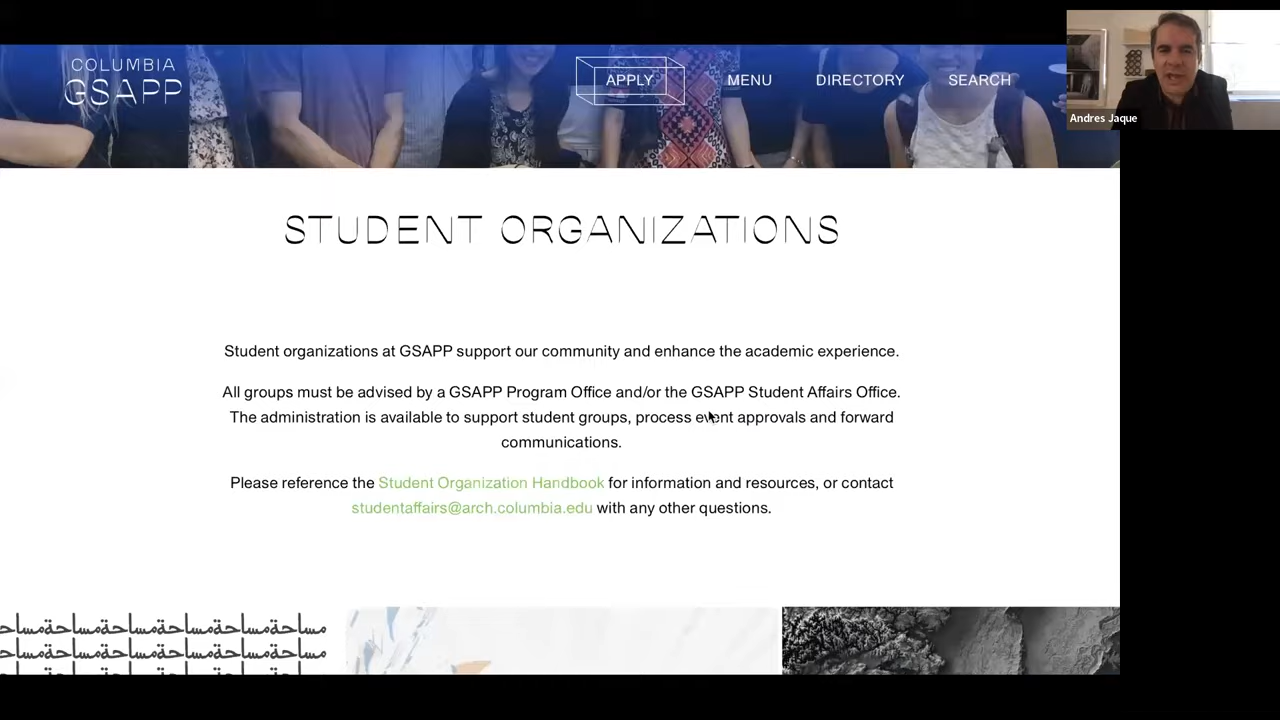 COLUMBIA
GSAPP
APPLY
MENU
DIRECTORY
SEARCH
Andres Jaque
STUDENT ORGANIZATIONS
Student organizations at GSAPP support our community and enhance the academic experience.
All groups must be advised by a GSAPP Program Office and/or the GSAPP Student Affairs Office.
The administration is available to support student groups, process event approvals and forward
communications.
Please reference the Student Organization Handbook for information and resources, or contact
studentaffairs@arch.columbia.edu with any other questions.
مساحةمساحةمساحةمساحةمساحةمساح
مساحةمساحةمساحةمساحةمساحةمساح